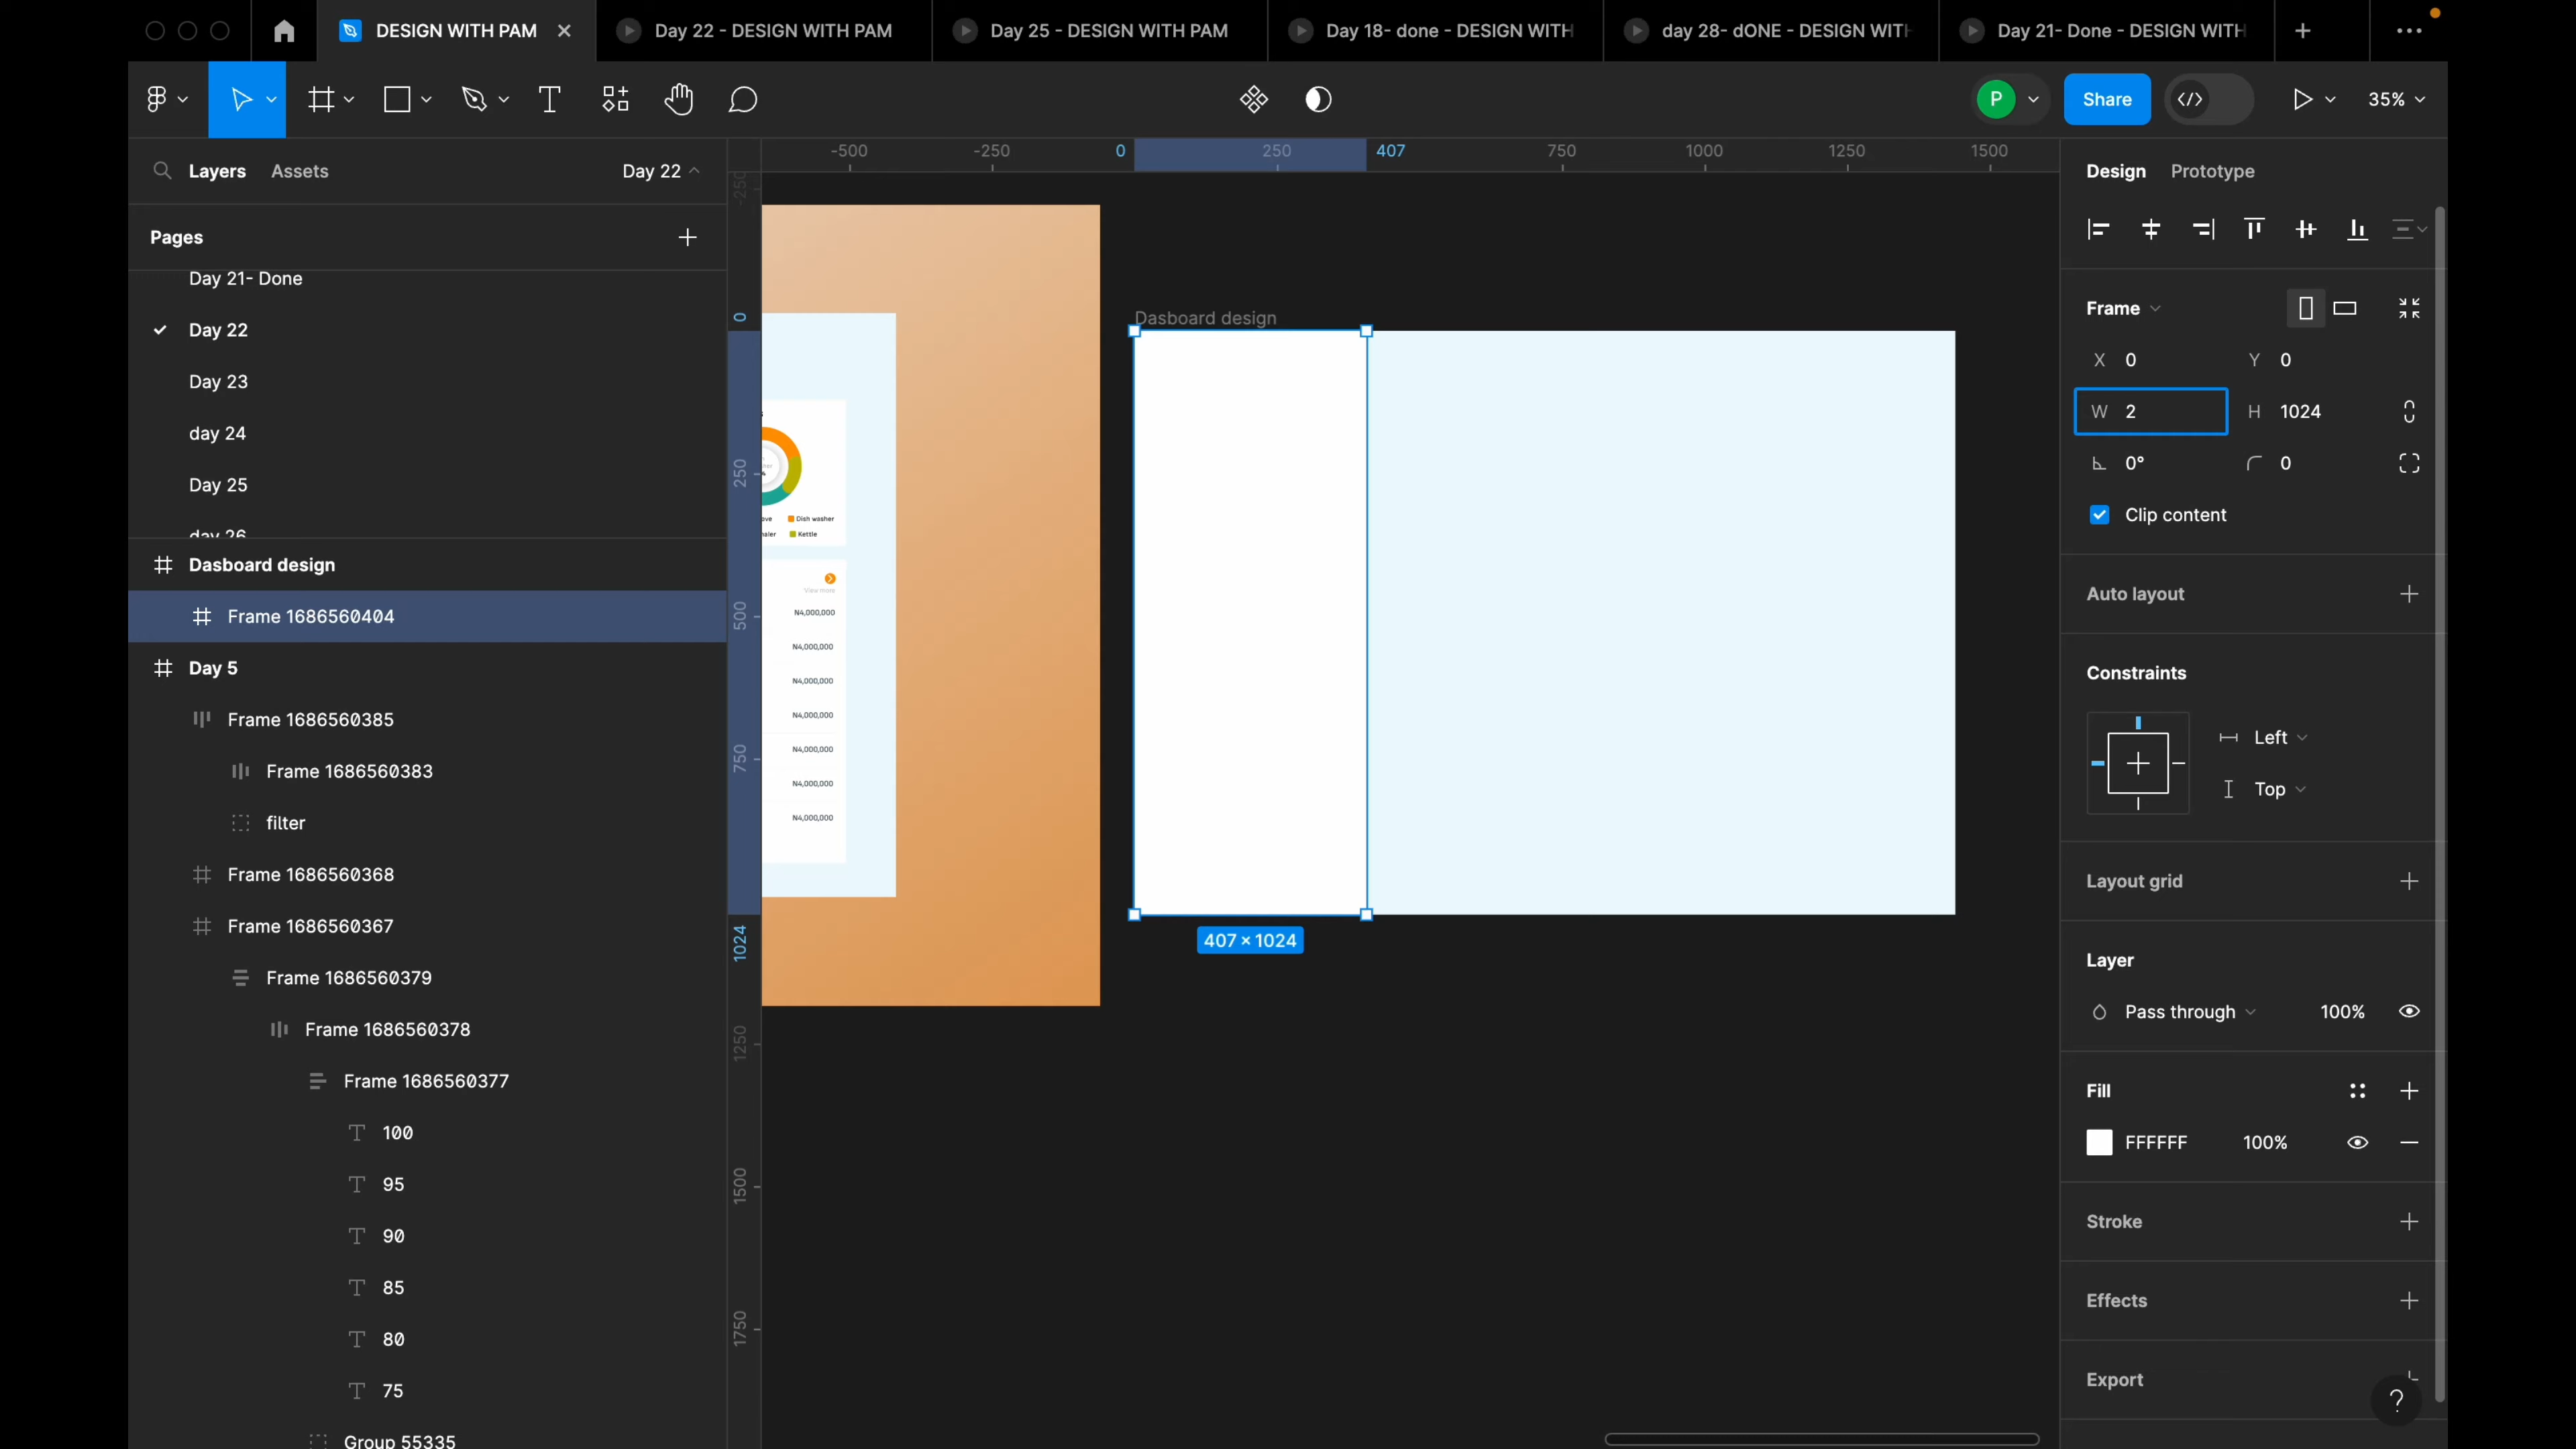 DESIGN WITH PAM
Day 22 - DESIGN WITH PAM
Day 25 - DESIGN WITH PAM
Day 18- done - DESIGN WITH
day 28- dONE - DESIGN WITH
Day 21- Done - DESIGN WITH
P
Share
35%
Layers
Assets
Day 22
Pages
Day 21- Done
Day 22
Day 23
day 24
Day 25
day 26
Dasboard design
Frame 1686560404
Day 5
Frame 1686560385
Frame 1686560383
filter
Frame 1686560368
Frame 1686560367
Frame 1686560379
Frame 1686560378
Frame 1686560377
100
95
90
85
80
75
Group 55335
-500
-250
0
250
407
750
1000
1250
1500
-250
0
250
500
750
1024
1250
1500
1750
Dish washer
Kettle
View more
N4,000,000
N4,000,000
N4,000,000
N4,000,000
N4,000,000
N4,000,000
N4,000,000
Dasboard design
407 × 1024
Design
Prototype
Frame
X 0
Y 0
W 2
H 1024
0°
0
Clip content
Auto layout
Constraints
Left
Top
Layout grid
Layer
Pass through
100%
Fill
FFFFFF
100%
Stroke
Effects
Export
?